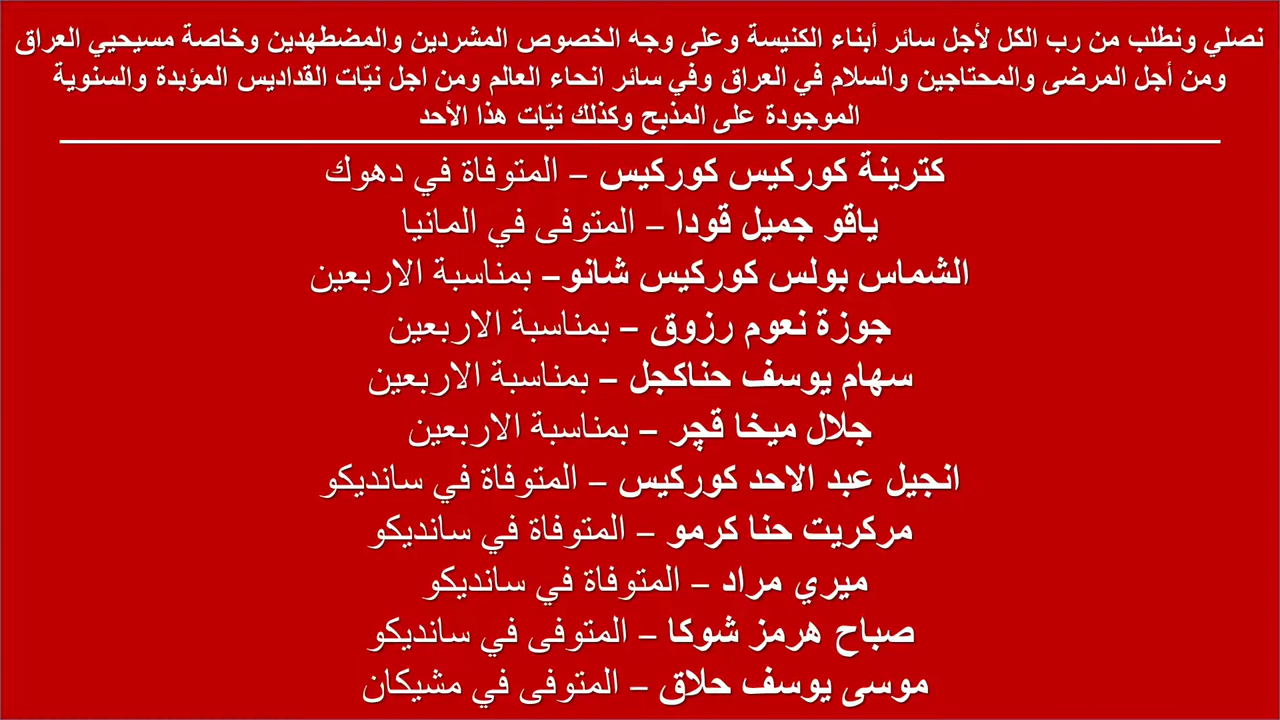 نصلي ونطلب من رب الكل لأجل سائر أبناء الكنيسة وعلى وجه الخصوص المشردين والمضطهدين وخاصة مسيحيي العراق
ومن أجل المرضى والمحتاجين والسلام في العراق وفي سائر انحاء العالم ومن اجل نيّات القداديس المؤبدة والسنوية
الموجودة على المذبح وكذلك نيّات هذا الأحد
كترينة كوركيس كوركيس – المتوفاة في دهوك
ياقو جميل قودا – المتوفى في المانيا
الشماس بولس كوركيس شانو– بمناسبة الاربعين
جوزة نعوم رزوق – بمناسبة الاربعين
سهام يوسف حناكجل – بمناسبة الاربعين
جلال ميخا قچر – بمناسبة الاربعين
انجيل عبد الاحد كوركيس – المتوفاة في سانديكو
مركريت حنا كرمو – المتوفاة في سانديكو
ميري مراد – المتوفاة في سانديكو
صباح هرمز شوكا – المتوفى في سانديكو
موسى يوسف حلاق – المتوفى في مشيكان